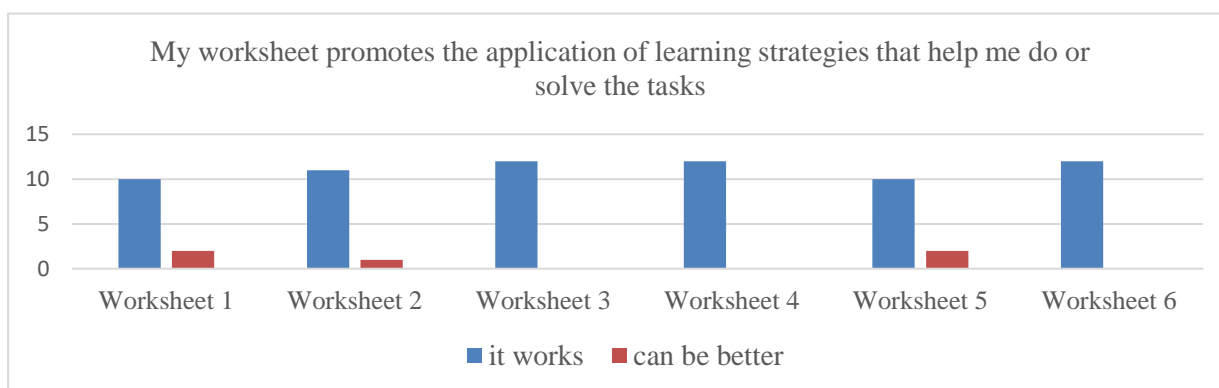 My worksheet promotes the application of learning strategies that help me do or
solve the tasks
15
10
5
0
Worksheet 1 Worksheet 2 Worksheet 3 Worksheet 4 Worksheet 5 Worksheet 6
it works can be better